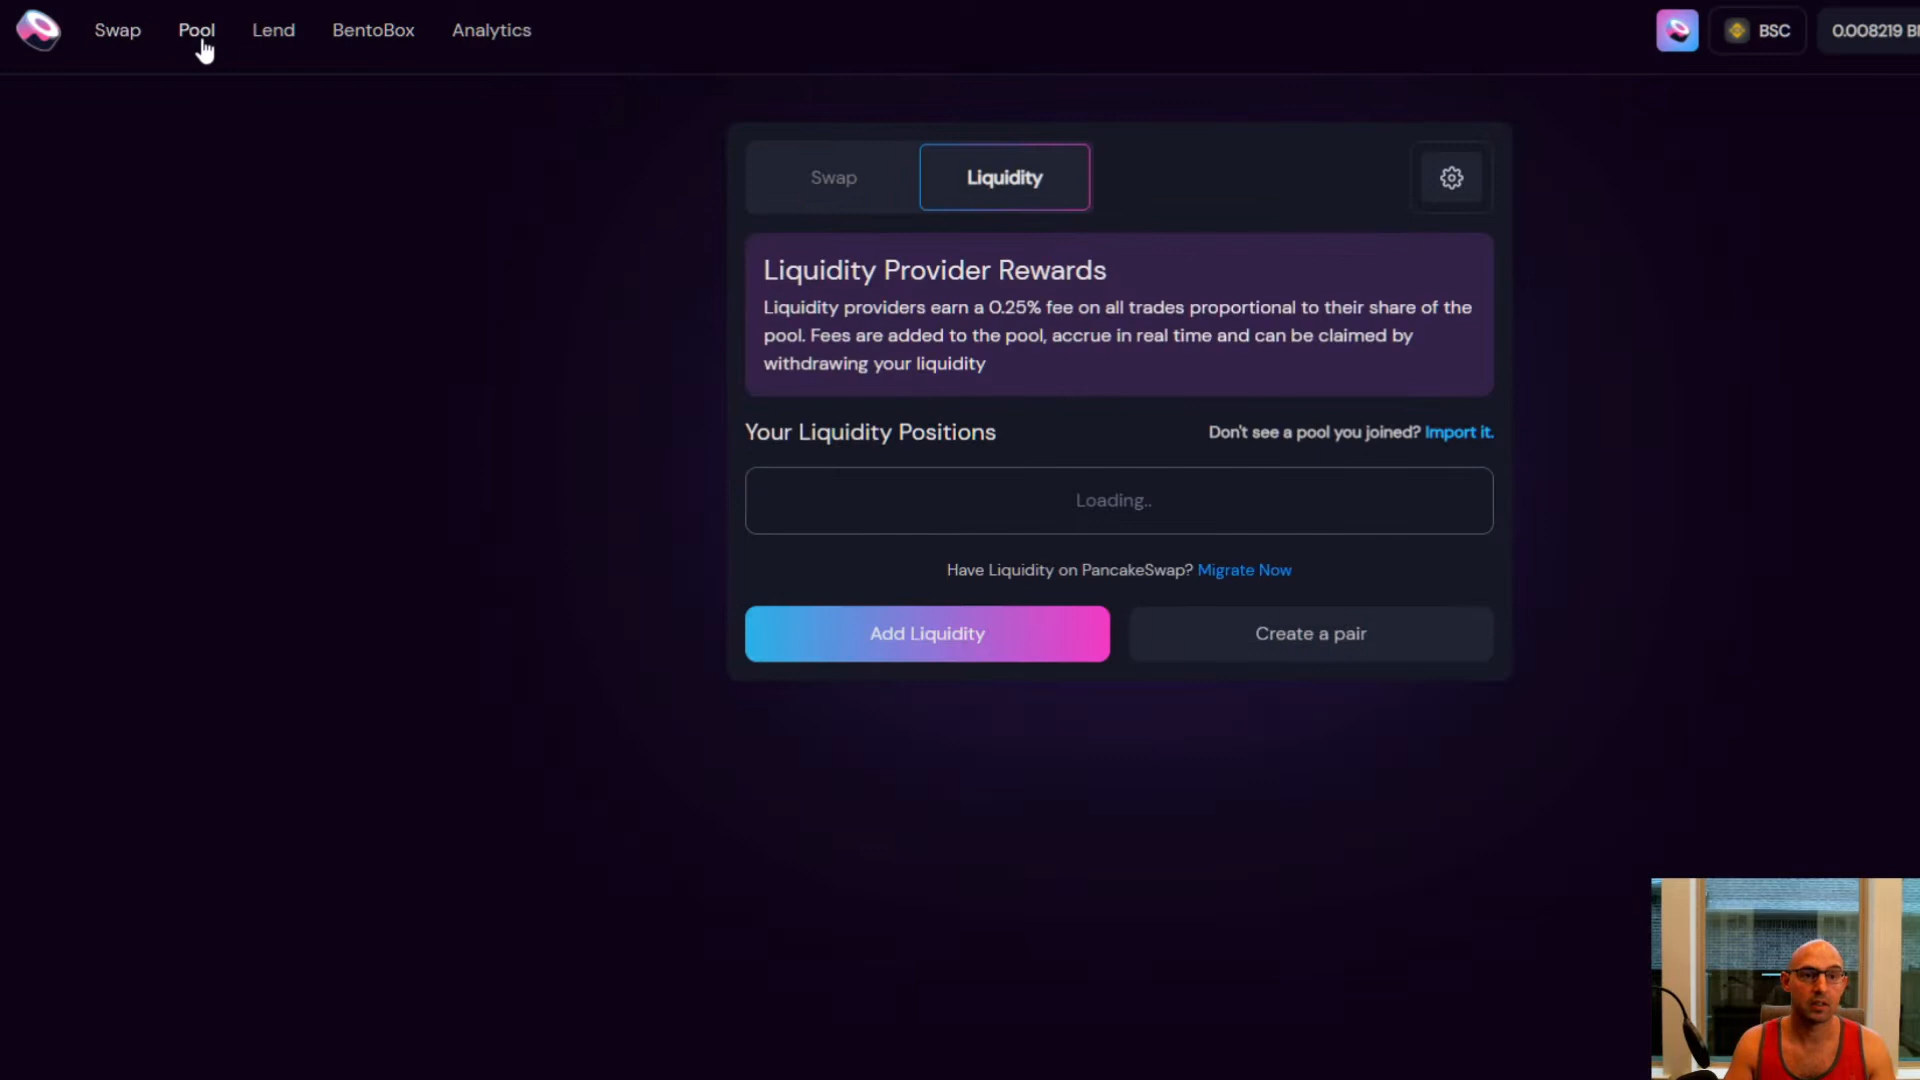 Swap
Pool
Lend
BentoBox
Analytics
BSC
0.008219
Swap
Liquidity
Liquidity Provider Rewards
Liquidity providers earn a 0.25% fee on all trades proportional to their share of the
pool. Fees are added to the pool, accrue in real time and can be claimed by
withdrawing your liquidity
Your Liquidity Positions
Don't see a pool you joined? Import it.
Loading..
Have Liquidity on PancakeSwap? Migrate Now
Add Liquidity
Create a pair